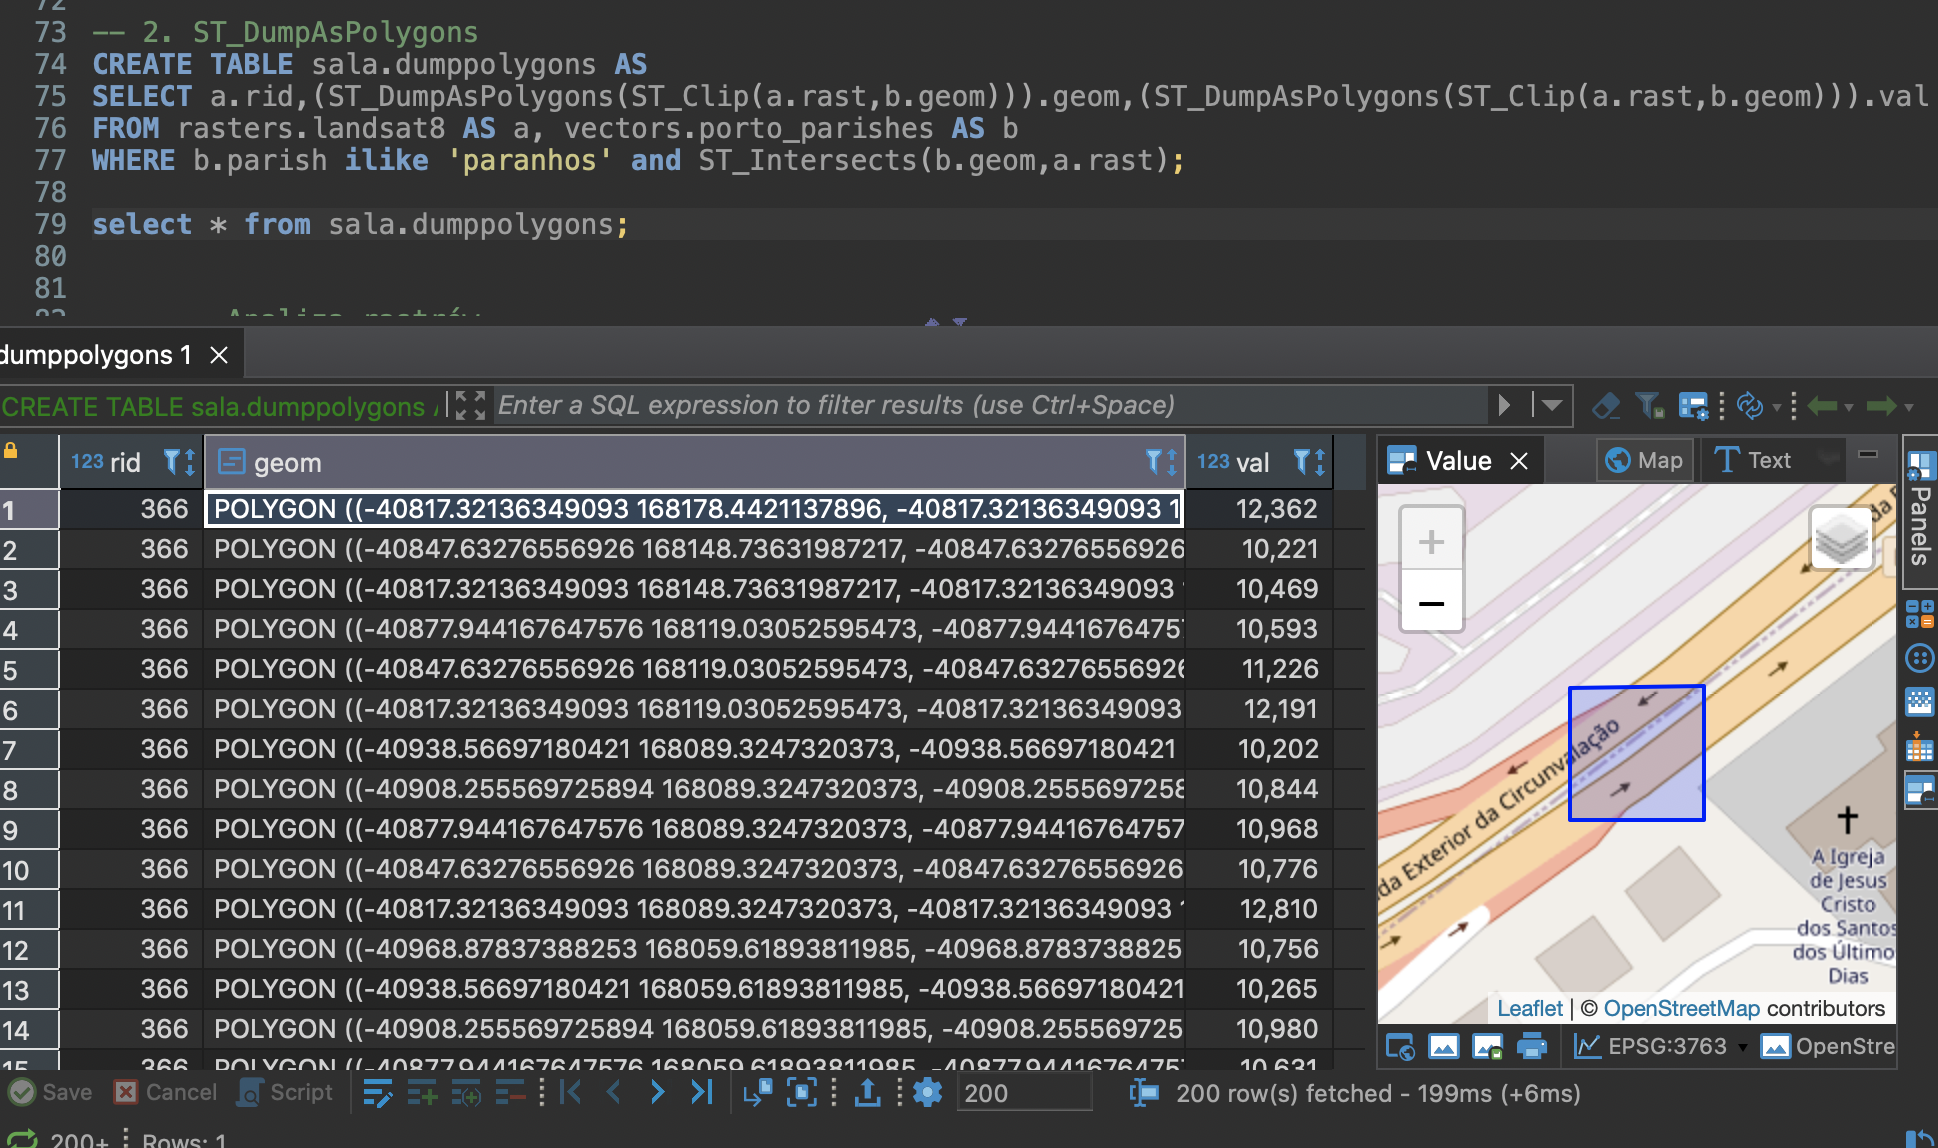 72
73 -- 2. ST_DumpAsPolygons
74 CREATE TABLE sala.dumppolygons AS
75 SELECT a.rid,(ST_DumpAsPolygons(ST_Clip(a.rast,b.geom))).geom,(ST_DumpAsPolygons(ST_Clip(a.rast,b.geom))).val
76 FROM rasters.landsat8 AS a, vectors.porto_parishes AS b
77 WHERE b.parish ilike 'paranhos' and ST_Intersects(b.geom,a.rast);
78
79 select * from sala.dumppolygons;
80
81
82 Analiza rastrów
dumppolygons 1
CREATE TABLE sala.dumppolygons
Enter a SQL expression to filter results (use Ctrl+Space)
123 rid geom 123 val
1 366 POLYGON ((-40817.32136349093 168178.4421137896, -40817.32136349093 1 12,362
2 366 POLYGON ((-40847.63276556926 168148.73631987217, -40847.63276556926 10,221
3 366 POLYGON ((-40817.32136349093 168148.73631987217, -40817.32136349093 10,469
4 366 POLYGON ((-40877.944167647576 168119.03052595473, -40877.94416764757 10,593
5 366 POLYGON ((-40847.63276556926 168119.03052595473, -40847.63276556926 11,226
6 366 POLYGON ((-40817.32136349093 168119.03052595473, -40817.32136349093 12,191
7 366 POLYGON ((-40938.56697180421 168089.3247320373, -40938.56697180421 10,202
8 366 POLYGON ((-40908.255569725894 168089.3247320373, -40908.2555697258 10,844
9 366 POLYGON ((-40877.944167647576 168089.3247320373, -40877.94416764757 10,968
10 366 POLYGON ((-40847.63276556926 168089.3247320373, -40847.63276556926 10,776
11 366 POLYGON ((-40817.32136349093 168089.3247320373, -40817.32136349093 12,810
12 366 POLYGON ((-40968.87837388253 168059.61893811985, -40968.8783738825 10,756
13 366 POLYGON ((-40938.56697180421 168059.61893811985, -40938.56697180421 10,265
14 366 POLYGON ((-40908.255569725894 168059.61893811985, -40908.255569725 10,980
15 366 POLYGON ((-40877.944167647576 168059.61893811985, -40877.94416764757 10,631
Value
Map
Text
Panels
+
−
da Exterior da Circunvalação
A Igreja
de Jesus
Cristo
dos Santos
dos Último
Dias
Leaflet | © OpenStreetMap contributors
EPSG:3763
OpenStre
Save
Cancel
Script
200
200 row(s) fetched - 199ms (+6ms)
200+
Rows: 1